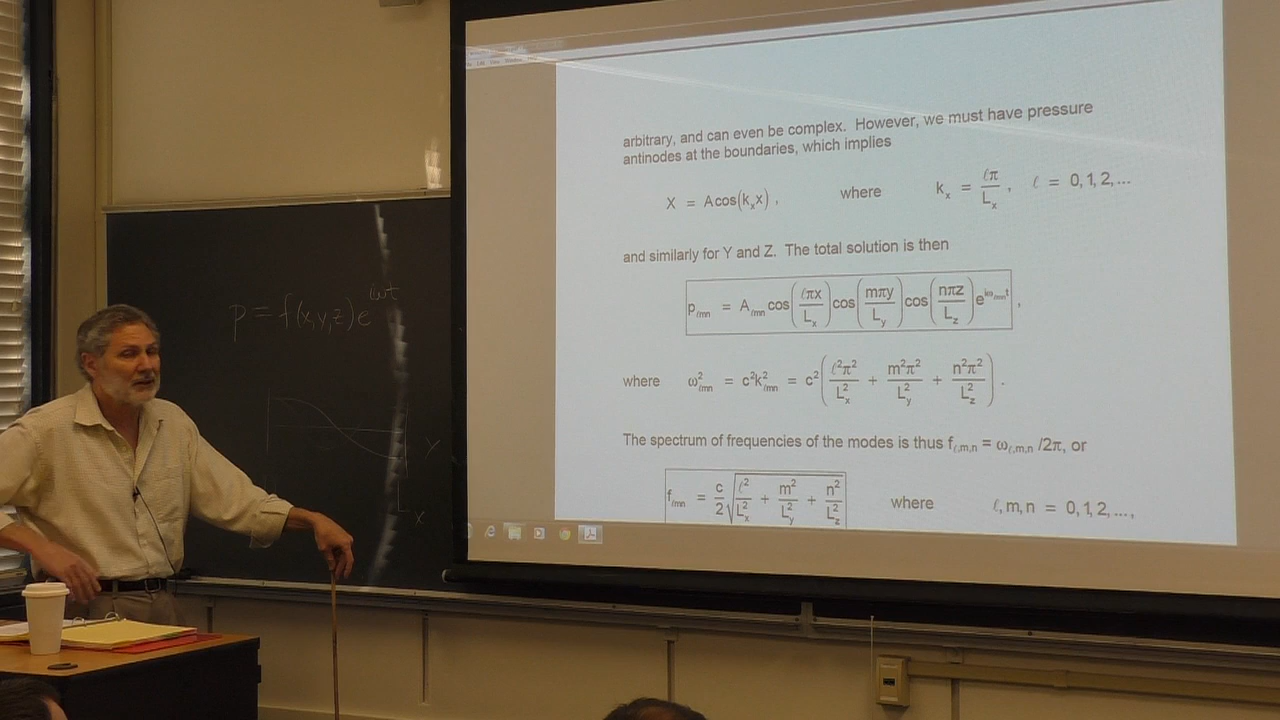 arbitrary, and can even be complex. However, we must have pressure
antinodes at the boundaries, which implies
X = Acos(kₓx) , where kₓ = ℓπ/Lₓ , ℓ = 0, 1, 2, ...
and similarly for Y and Z. The total solution is then
p_ℓmn = A_ℓmn cos(ℓπx/Lₓ) cos(mπy/L_y) cos(nπz/L_z) e^{iω_ℓmn t} ,
where ω²_ℓmn = c²k²_ℓmn = c²(ℓ²π²/L²ₓ + m²π²/L²_y + n²π²/L²_z) .
The spectrum of frequencies of the modes is thus f_ℓ,m,n = ω_ℓ,m,n /2π, or
f_ℓmn = c/2 √(ℓ²/L²ₓ + m²/L²_y + n²/L²_z) where ℓ, m, n = 0, 1, 2, ...,
p = f(x,y,z) e^{iωt}
Y
X